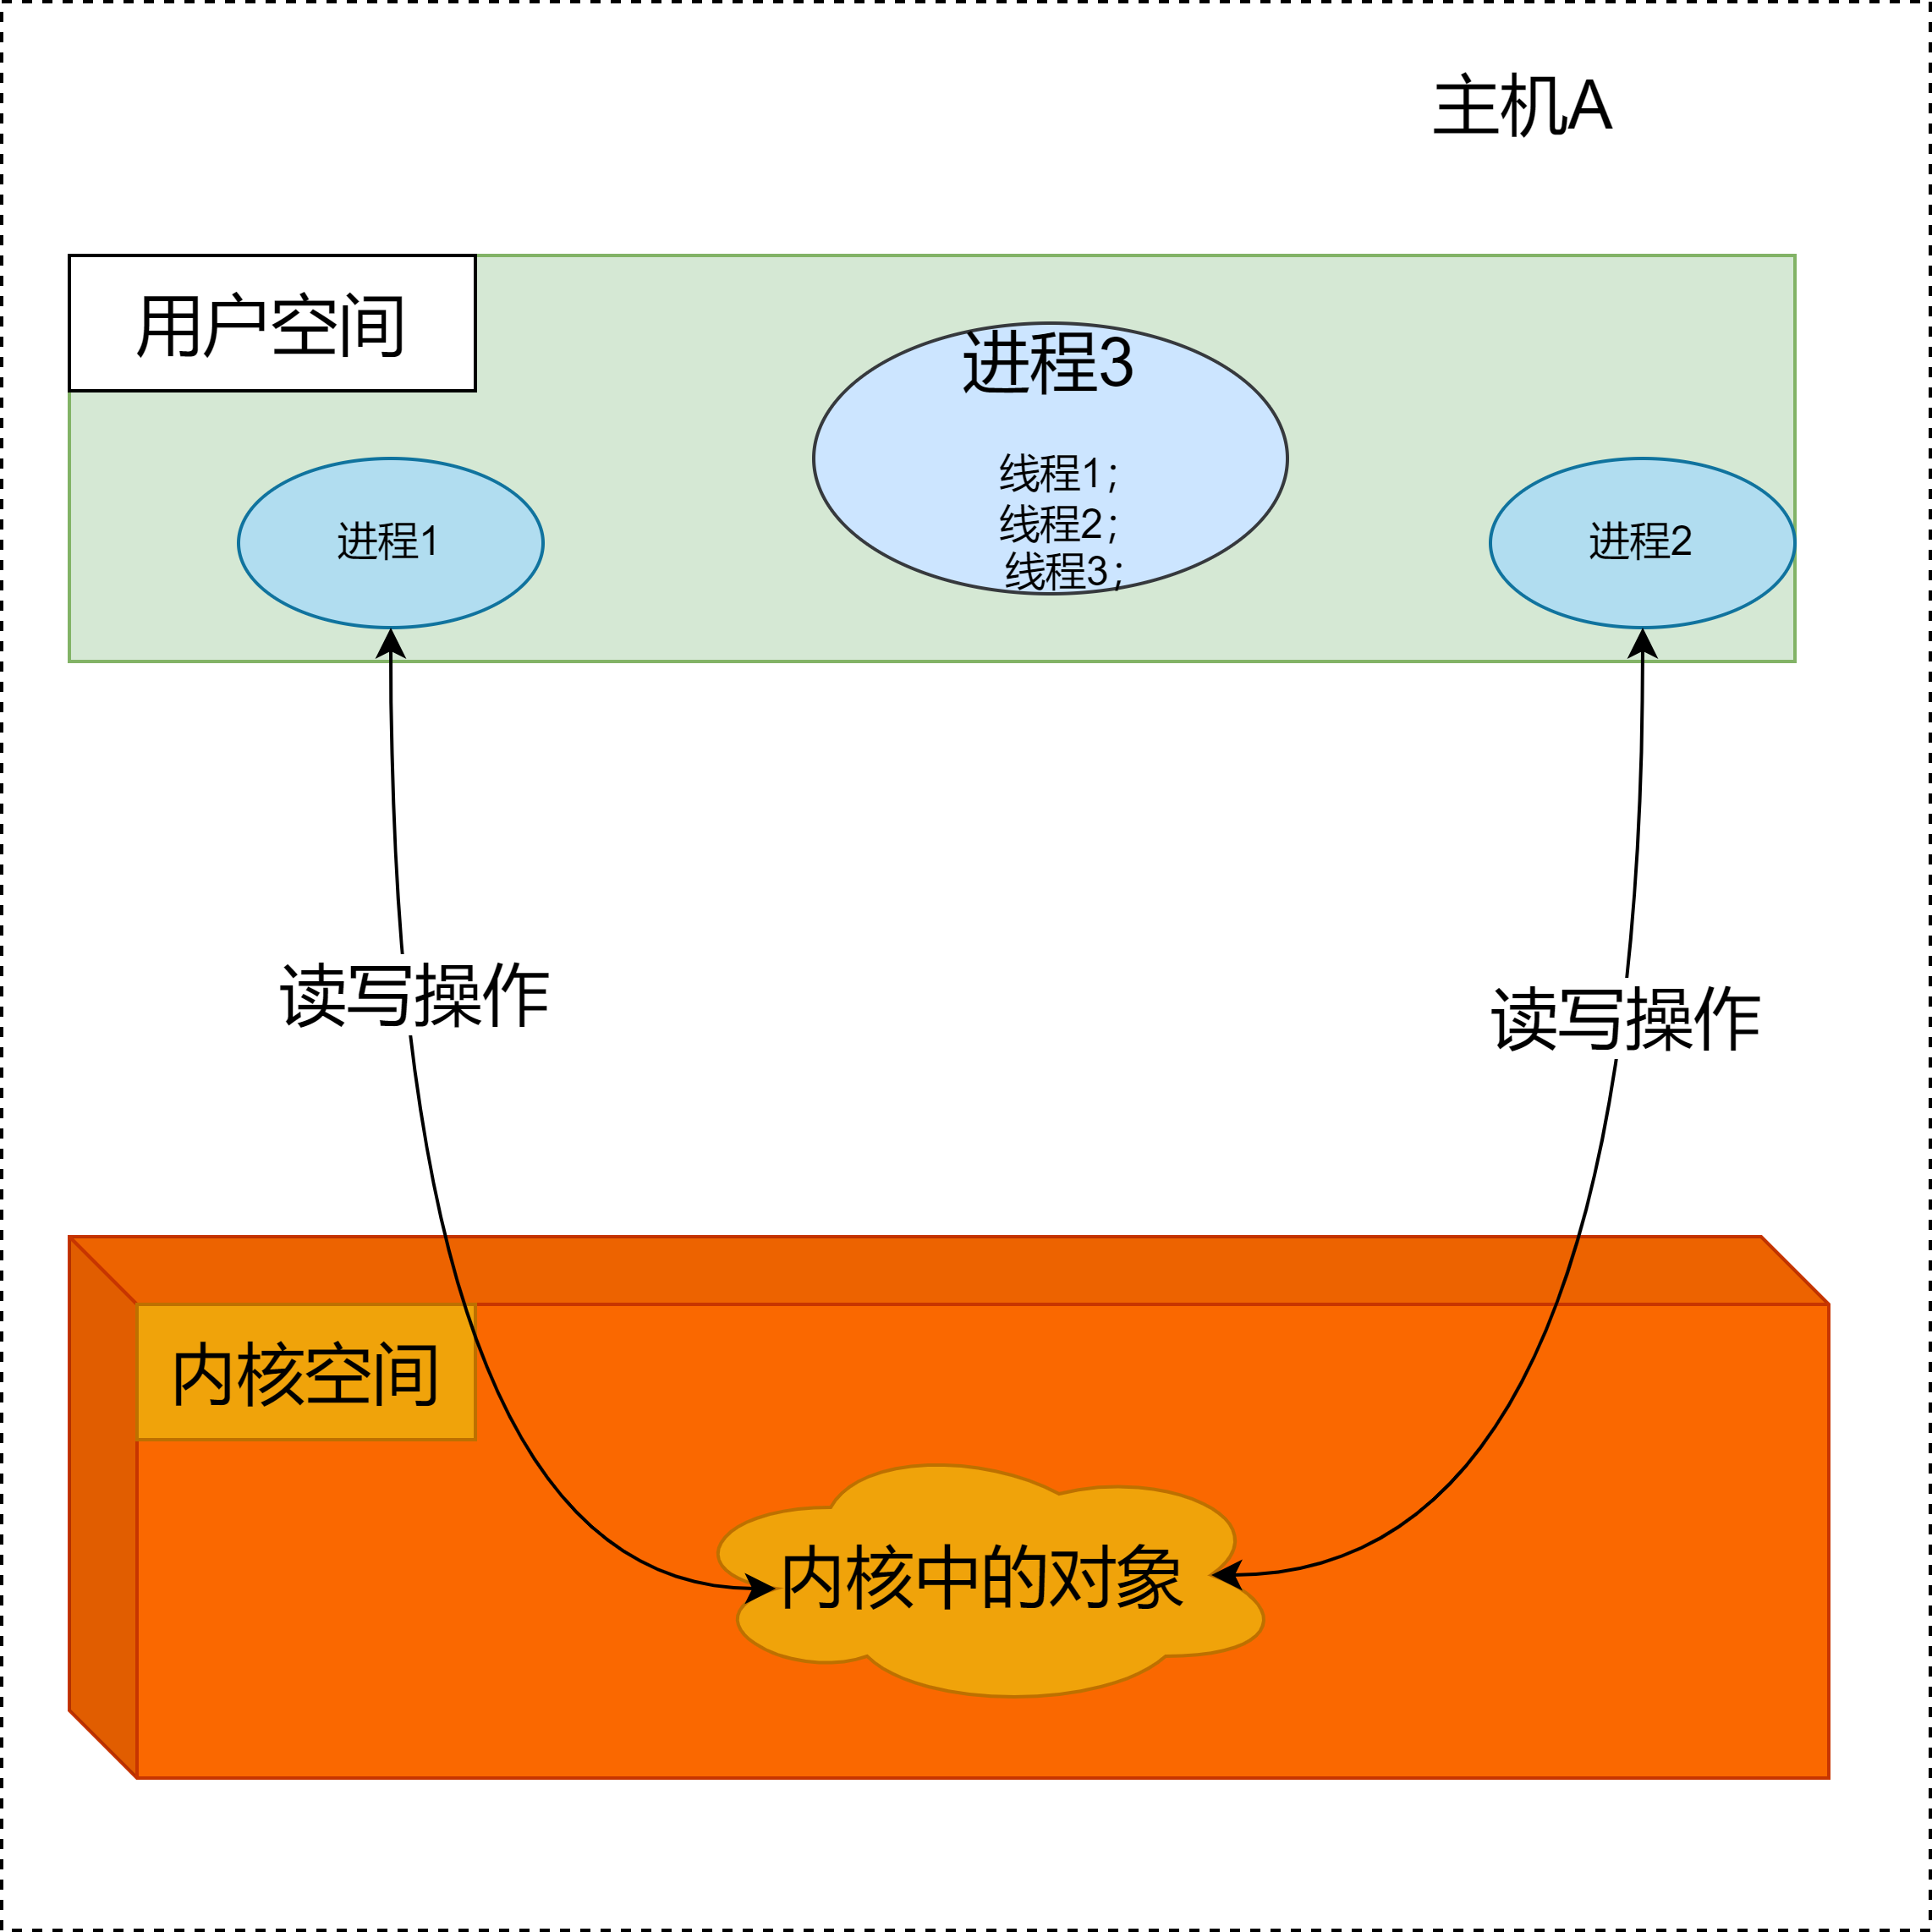 主机A
用户空间
进程3
线程1；
线程2；
线程3；
进程1
进程2
读写操作
读写操作
内核空间
内核中的对象